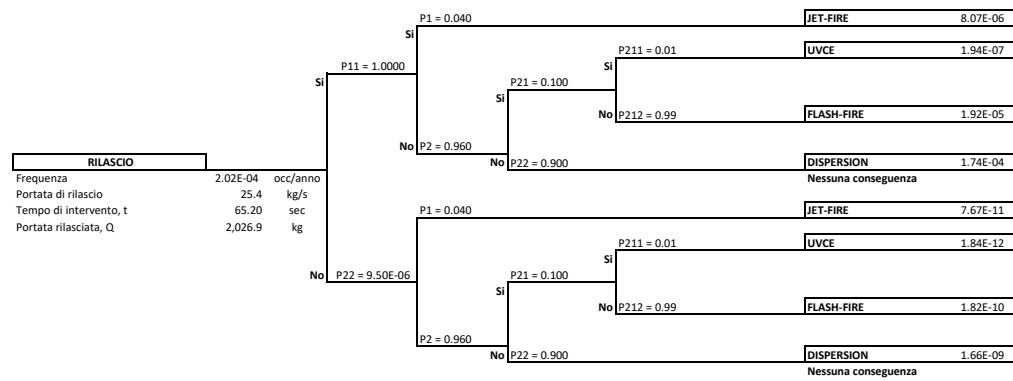 P1 = 0.040 JET-FIRE 8.07E-06
Si
P211 = 0.01 UVCE 1.94E-07
P11 = 1.0000 Si
Si P21 = 0.100
Si
No P212 = 0.99 FLASH-FIRE 1.92E-05
No P2 = 0.960
RILASCIO No P22 = 0.900 DISPERSION 1.74E-04
Frequenza 2.02E-04 occ/anno Nessuna conseguenza
Portata di rilascio 25.4 kg/s
Tempo di intervento, t 65.20 sec P1 = 0.040 JET-FIRE 7.67E-11
Portata rilasciata, Q 2,026.9 kg
P211 = 0.01 UVCE 1.84E-12
Si
No P22 = 9.50E-06 P21 = 0.100
Si
No P212 = 0.99 FLASH-FIRE 1.82E-10
P2 = 0.960
No P22 = 0.900 DISPERSION 1.66E-09
Nessuna conseguenza